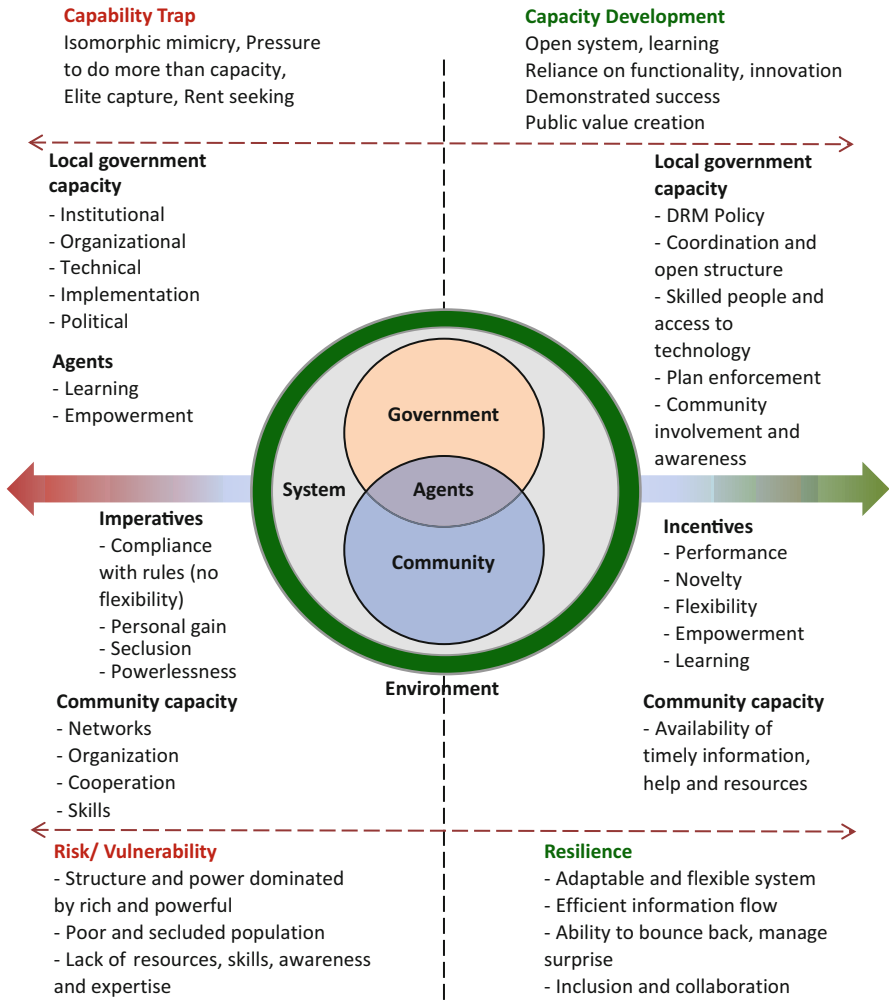 Capability Trap
Isomorphic mimicry, Pressure
to do more than capacity,
Elite capture, Rent seeking
Capacity Development
Open system, learning
Reliance on functionality, innovation
Demonstrated success
Public value creation
Local government
capacity
- Institutional
- Organizational
- Technical
- Implementation
- Political
Agents
- Learning
- Empowerment
Local government
capacity
- DRM Policy
- Coordination and
open structure
- Skilled people and
access to
technology
- Plan enforcement
- Community
involvement and
awareness
Government
System
Agents
Community
Environment
Imperatives
- Compliance
with rules (no
flexibility)
- Personal gain
- Seclusion
- Powerlessness
Incentives
- Performance
- Novelty
- Flexibility
- Empowerment
- Learning
Community capacity
- Networks
- Organization
- Cooperation
- Skills
Community capacity
- Availability of
timely information,
help and resources
Risk/ Vulnerability
- Structure and power dominated
by rich and powerful
- Poor and secluded population
- Lack of resources, skills, awareness
and expertise
Resilience
- Adaptable and flexible system
- Efficient information flow
- Ability to bounce back, manage
surprise
- Inclusion and collaboration